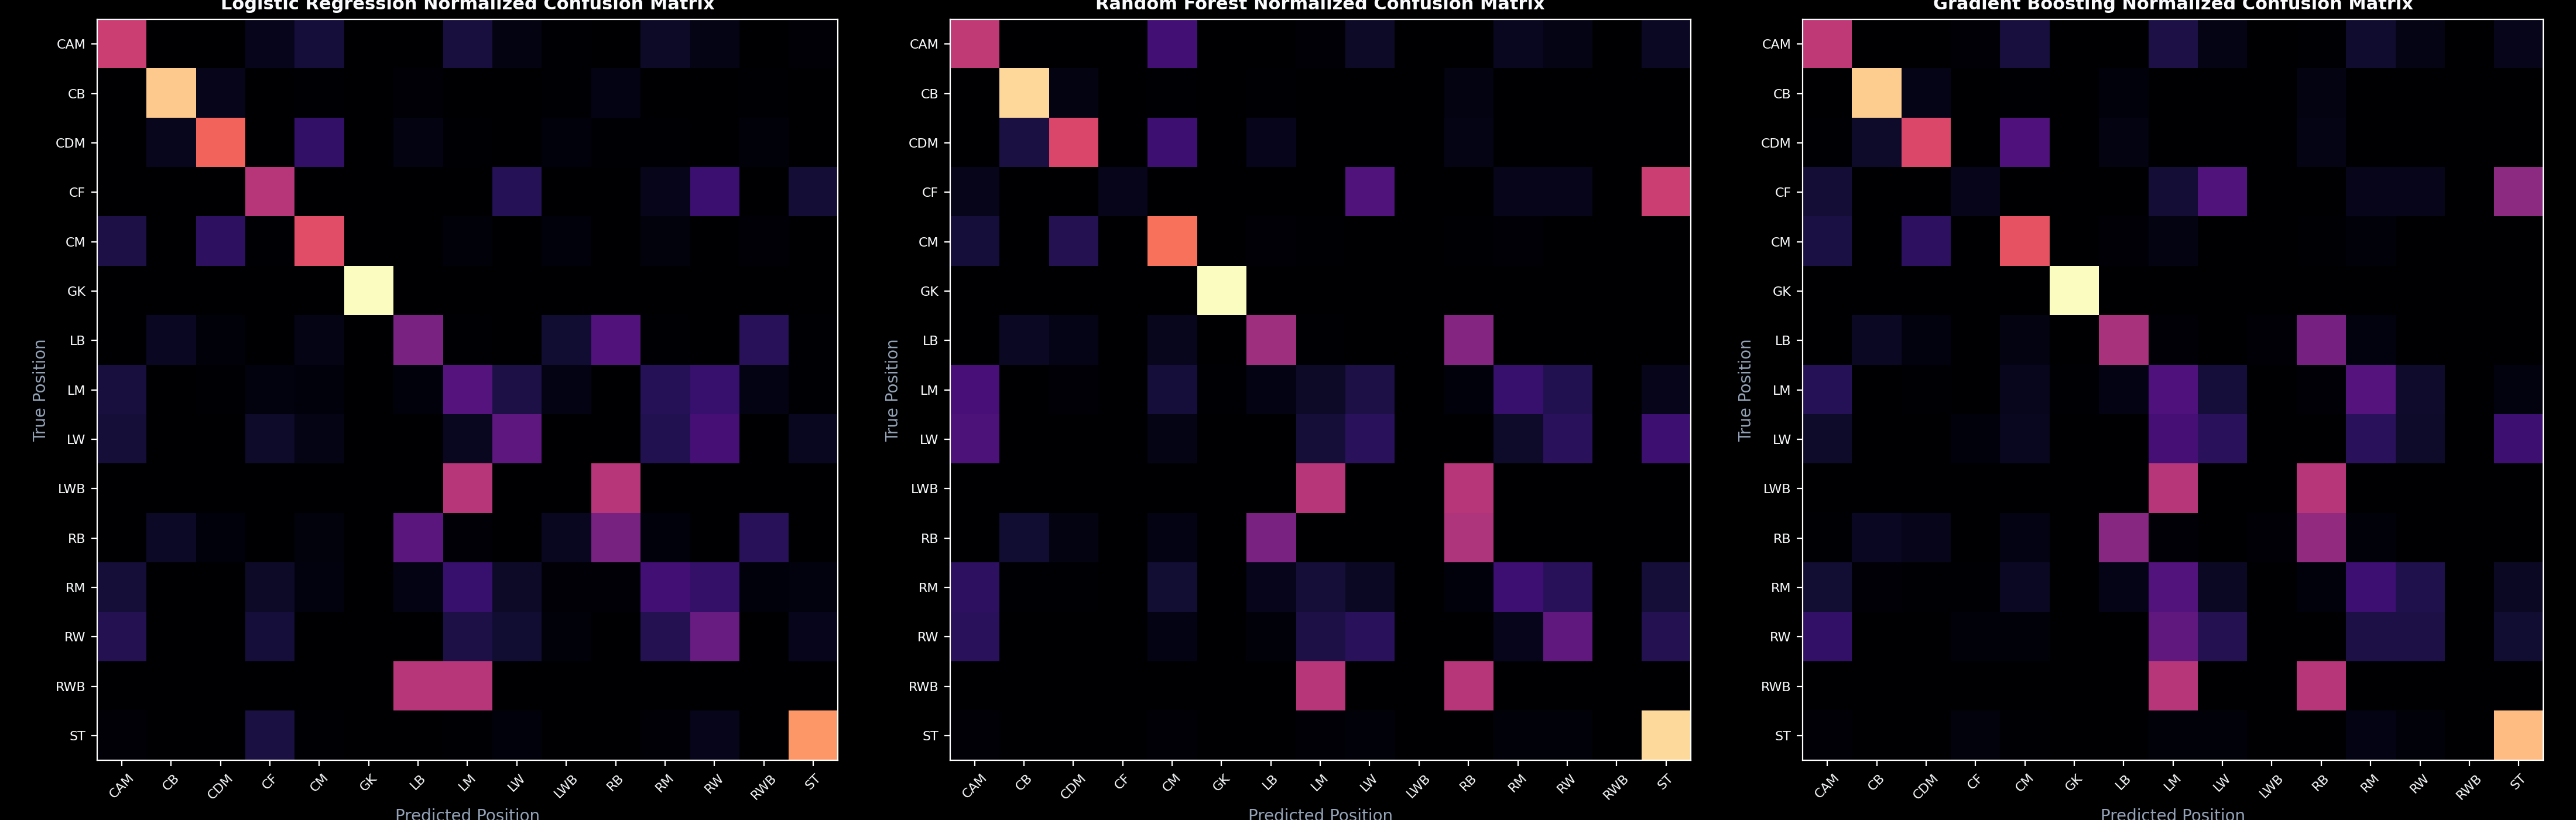 Logistic Regression Normalized Confusion Matrix
True Position
CAM
CB
CDM
CF
CM
GK
LB
LM
LW
LWB
RB
RM
RW
RWB
ST
CAM CB CDM CF CM GK LB LM LW LWB RB RM RW RWB ST
Predicted Position
Random Forest Normalized Confusion Matrix
True Position
CAM
CB
CDM
CF
CM
GK
LB
LM
LW
LWB
RB
RM
RW
RWB
ST
CAM CB CDM CF CM GK LB LM LW LWB RB RM RW RWB ST
Predicted Position
Gradient Boosting Normalized Confusion Matrix
True Position
CAM
CB
CDM
CF
CM
GK
LB
LM
LW
LWB
RB
RM
RW
RWB
ST
CAM CB CDM CF CM GK LB LM LW LWB RB RM RW RWB ST
Predicted Position